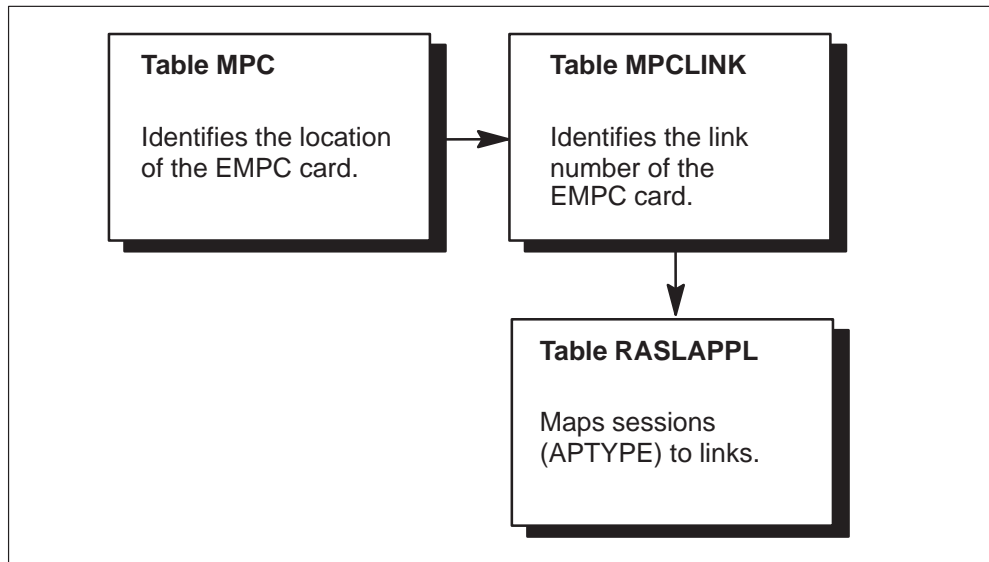 Table MPC
Identifies the location
of the EMPC card.
Table MPCLINK
Identifies the link
number of the
EMPC card.
Table RASLAPPL
Maps sessions
(APTYPE) to links.